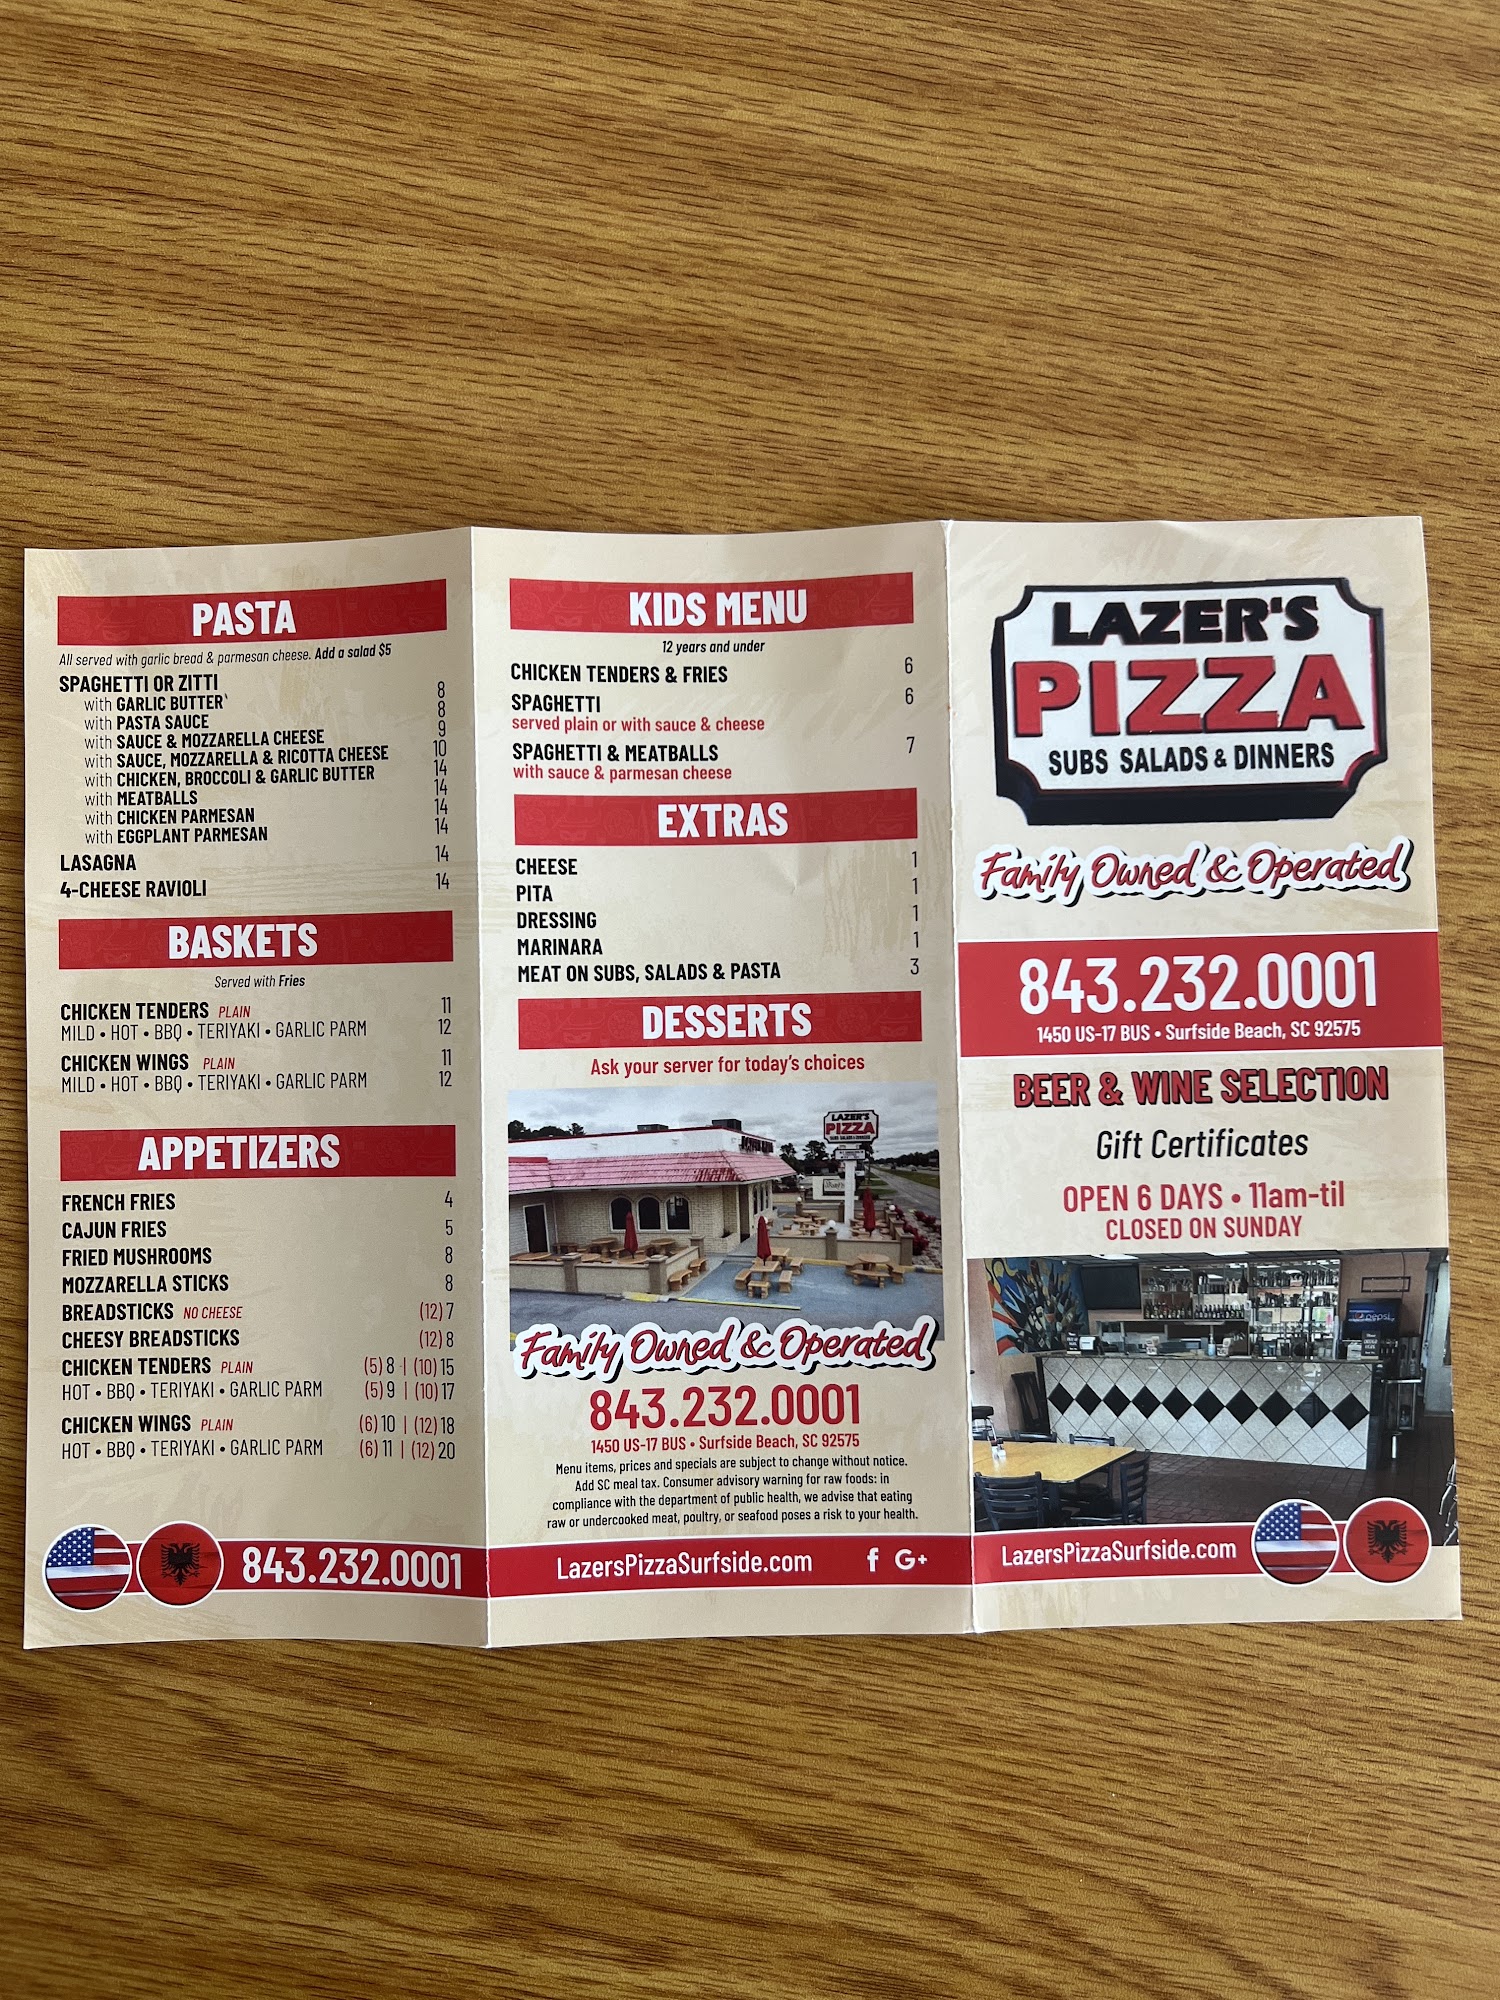 PASTA
All served with garlic bread & parmesan cheese. Add a salad $5
SPAGHETTI OR ZITTI
with GARLIC BUTTER 8
with PASTA SAUCE 8
with SAUCE & MOZZARELLA CHEESE 9
with SAUCE, MOZZARELLA & RICOTTA CHEESE 10
with CHICKEN, BROCCOLI & GARLIC BUTTER 14
with MEATBALLS 14
with CHICKEN PARMESAN 14
with EGGPLANT PARMESAN 14
LASAGNA 14
4-CHEESE RAVIOLI 14
BASKETS
Served with Fries
CHICKEN TENDERS PLAIN 11
MILD • HOT • BBQ • TERIYAKI • GARLIC PARM 12
CHICKEN WINGS PLAIN 11
MILD • HOT • BBQ • TERIYAKI • GARLIC PARM 12
APPETIZERS
FRENCH FRIES 4
CAJUN FRIES 5
FRIED MUSHROOMS 8
MOZZARELLA STICKS 8
BREADSTICKS NO CHEESE (12) 7
CHEESY BREADSTICKS (12) 8
CHICKEN TENDERS PLAIN (5) 8 | (10) 15
HOT • BBQ • TERIYAKI • GARLIC PARM (5) 9 | (10) 17
CHICKEN WINGS PLAIN (6) 10 | (12) 18
HOT • BBQ • TERIYAKI • GARLIC PARM (6) 11 | (12) 20
843.232.0001
KIDS MENU
12 years and under
CHICKEN TENDERS & FRIES 6
SPAGHETTI 6
served plain or with sauce & cheese
SPAGHETTI & MEATBALLS 7
with sauce & parmesan cheese
EXTRAS
CHEESE 1
PITA 1
DRESSING 1
MARINARA 1
MEAT ON SUBS, SALADS & PASTA 3
DESSERTS
Ask your server for today's choices
LAZER'S
PIZZA
SUBS SALADS & DINNERS
Family Owned & Operated
843.232.0001
1450 US-17 BUS • Surfside Beach, SC 92575
Menu items, prices and specials are subject to change without notice.
Add SC meal tax. Consumer advisory warning for raw foods: in
compliance with the department of public health, we advise that eating
raw or undercooked meat, poultry, or seafood poses a risk to your health.
LazersPizzaSurfside.com f G+
LAZER'S
PIZZA
SUBS SALADS & DINNERS
Family Owned & Operated
843.232.0001
1450 US-17 BUS • Surfside Beach, SC 92575
BEER & WINE SELECTION
Gift Certificates
OPEN 6 DAYS • 11am-til
CLOSED ON SUNDAY
pepsi
LazersPizzaSurfside.com